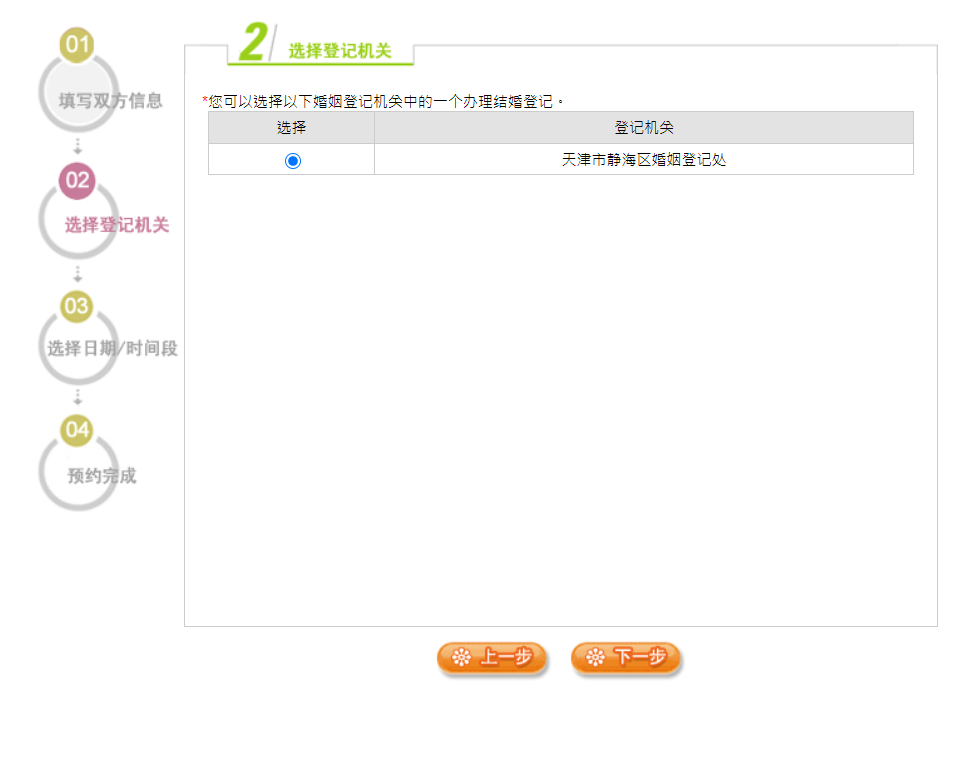 01
填写双方信息
02
选择登记机关
03
选择日期/时间段
04
预约完成
2/ 选择登记机关
*您可以选择以下婚姻登记机关中的一个办理结婚登记。
选择 登记机关
天津市静海区婚姻登记处
上一步 下一步